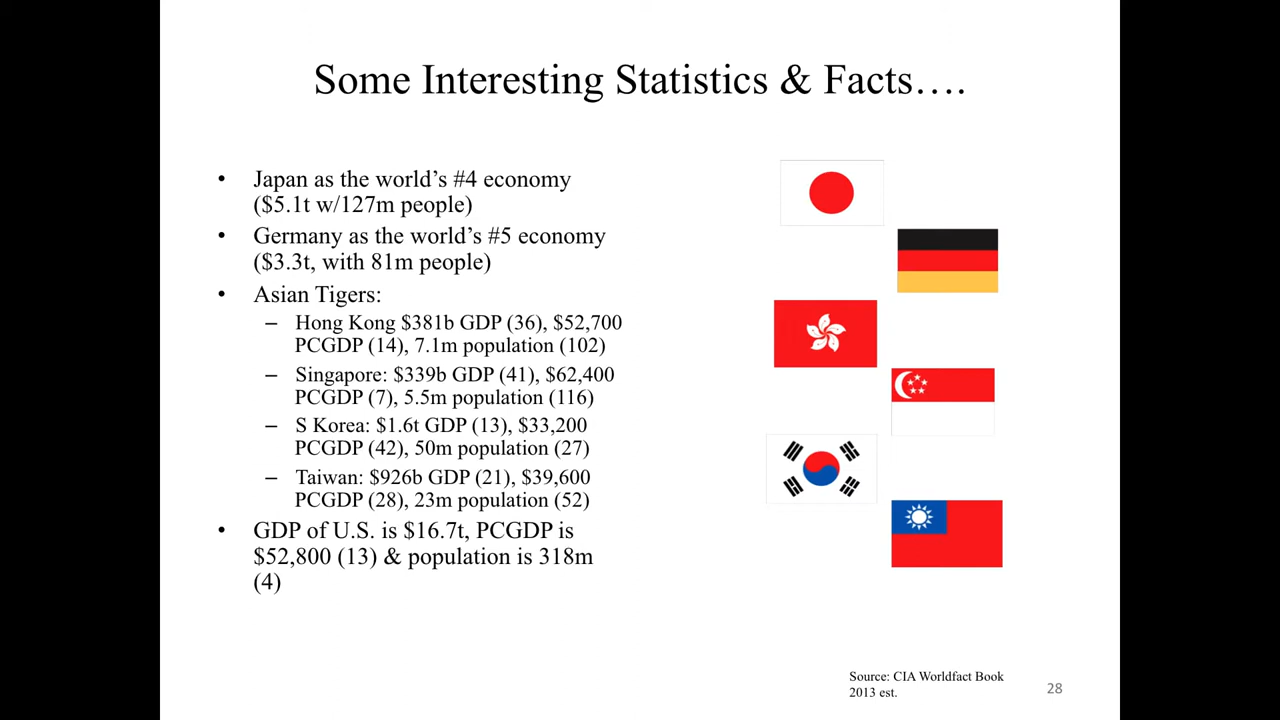 Some Interesting Statistics & Facts….
• Japan as the world’s #4 economy
($5.1t w/127m people)
• Germany as the world’s #5 economy
($3.3t, with 81m people)
• Asian Tigers:
– Hong Kong $381b GDP (36), $52,700
PCGDP (14), 7.1m population (102)
– Singapore: $339b GDP (41), $62,400
PCGDP (7), 5.5m population (116)
– S Korea: $1.6t GDP (13), $33,200
PCGDP (42), 50m population (27)
– Taiwan: $926b GDP (21), $39,600
PCGDP (28), 23m population (52)
• GDP of U.S. is $16.7t, PCGDP is
$52,800 (13) & population is 318m
(4)
Source: CIA Worldfact Book
2013 est.
28